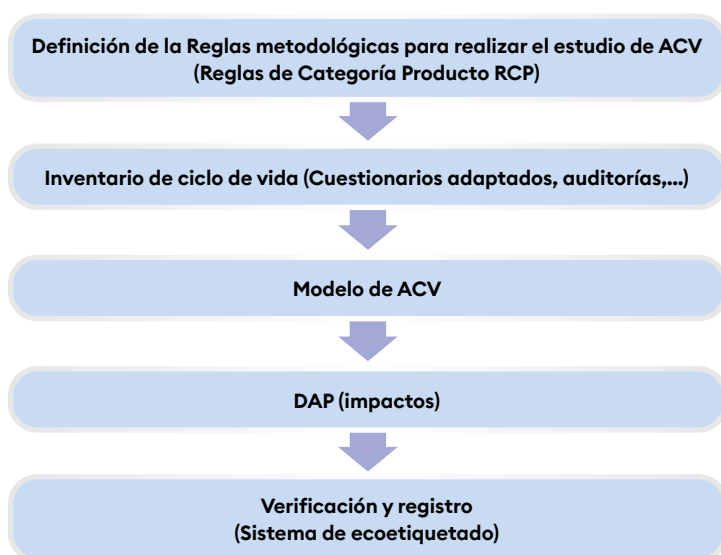 Definición de la Reglas metodológicas para realizar el estudio de ACV
(Reglas de Categoría Producto RCP)
Inventario de ciclo de vida (Cuestionarios adaptados, auditorías,...)
Modelo de ACV
DAP (impactos)
Verificación y registro
(Sistema de ecoetiquetado)